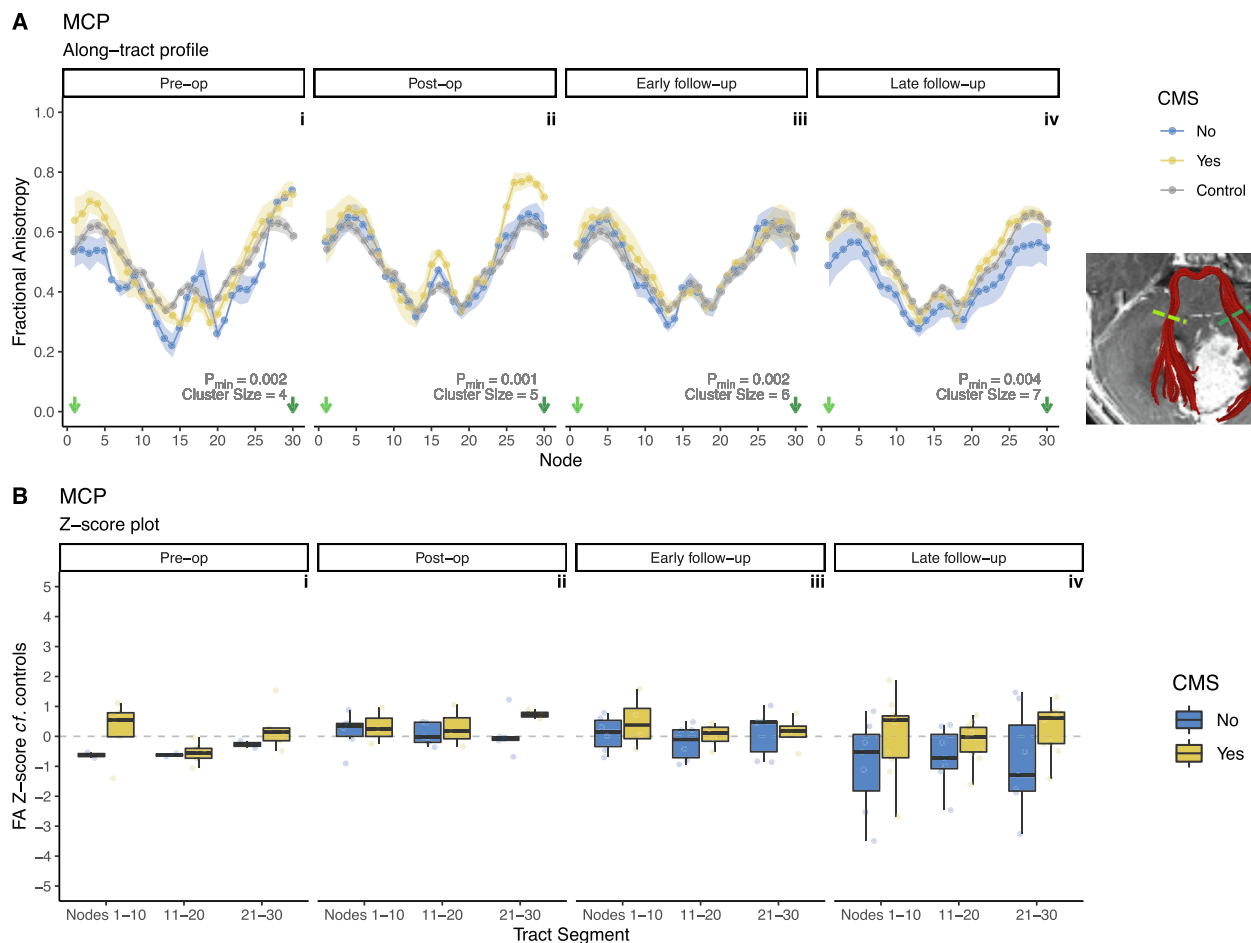 A MCP
Along−tract profile
Pre−op Post−op Early follow−up Late follow−up
i ii iii iv
Fractional Anisotropy
1.0
0.8
0.6
0.4
0.2
0.0
P min = 0.002
Cluster Size = 4
P min = 0.001
Cluster Size = 5
P min = 0.002
Cluster Size = 6
P min = 0.004
Cluster Size = 7
0 5 10 15 20 25 30 0 5 10 15 20 25 30 0 5 10 15 20 25 30 0 5 10 15 20 25 30
Node
CMS
No
Yes
Control
B MCP
Z−score plot
Pre−op Post−op Early follow−up Late follow−up
i ii iii iv
FA Z−score cf. controls
5
4
3
2
1
0
−1
−2
−3
−4
−5
Nodes 1−10 11−20 21−30 Nodes 1−10 11−20 21−30 Nodes 1−10 11−20 21−30 Nodes 1−10 11−20 21−30
Tract Segment
CMS
No
Yes